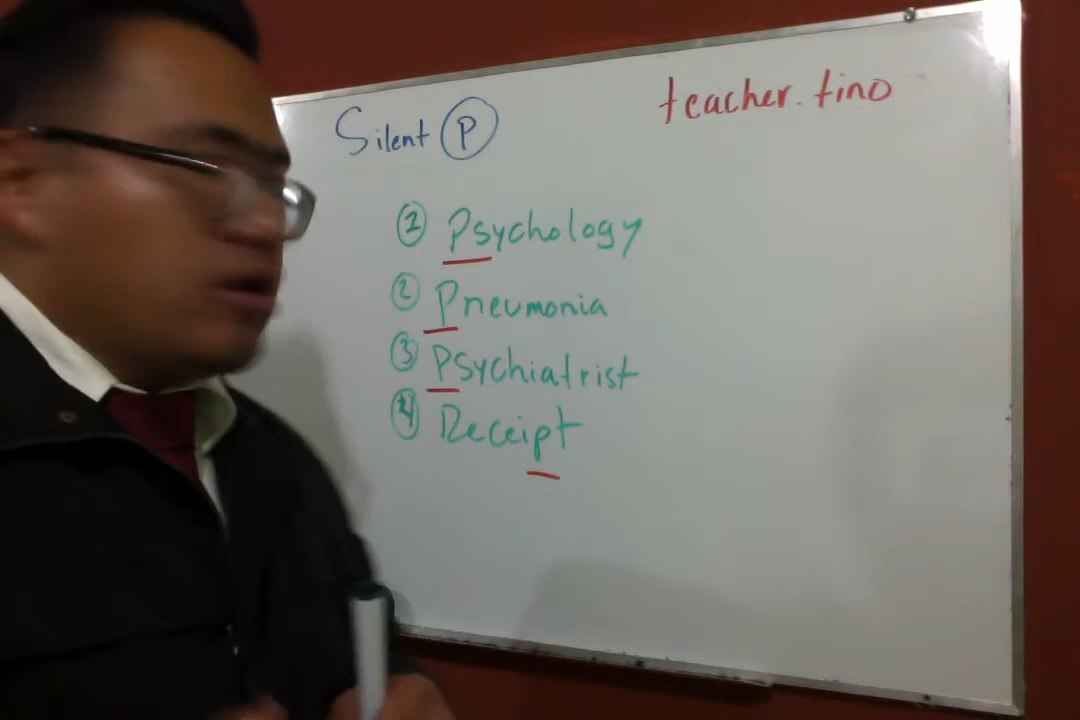 Silent P
teacher.tino
1 Psychology
2 Pneumonia
3 Psychiatrist
4 Receipt